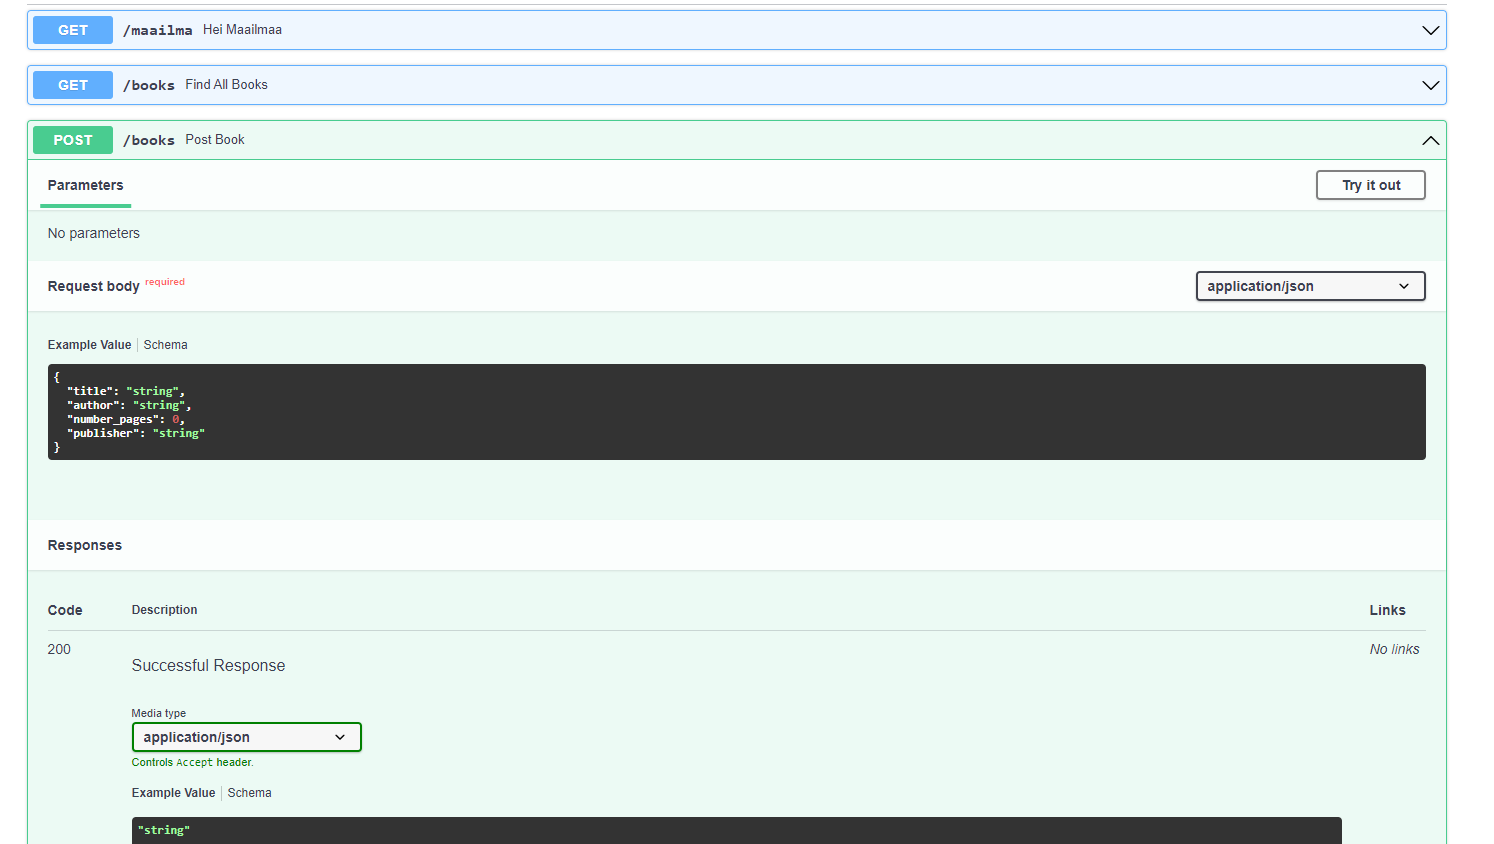 GET /maailma Hei Maailmaa
GET /books Find All Books
POST /books Post Book
Parameters Try it out
No parameters
Request body required application/json
Example Value Schema
{
"title": "string",
"author": "string",
"number_pages": 0,
"publisher": "string"
}
Responses
Code Description Links
200 Successful Response No links
Media type
application/json
Controls Accept header.
Example Value Schema
"string"